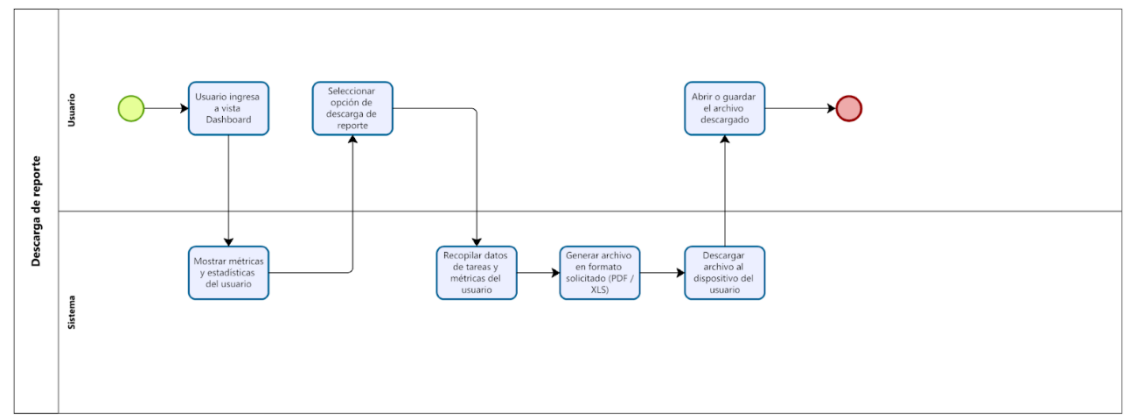 Descarga de reporte
Usuario
Usuario ingresa
a vista
Dashboard
Seleccionar
opción de
descarga de
reporte
Abrir o guardar
el archivo
descargado
Sistema
Mostrar métricas
y estadísticas
del usuario
Recopilar datos
de tareas y
métricas del
usuario
Generar archivo
en formato
solicitado (PDF /
XLS)
Descargar
archivo al
dispositivo del
usuario